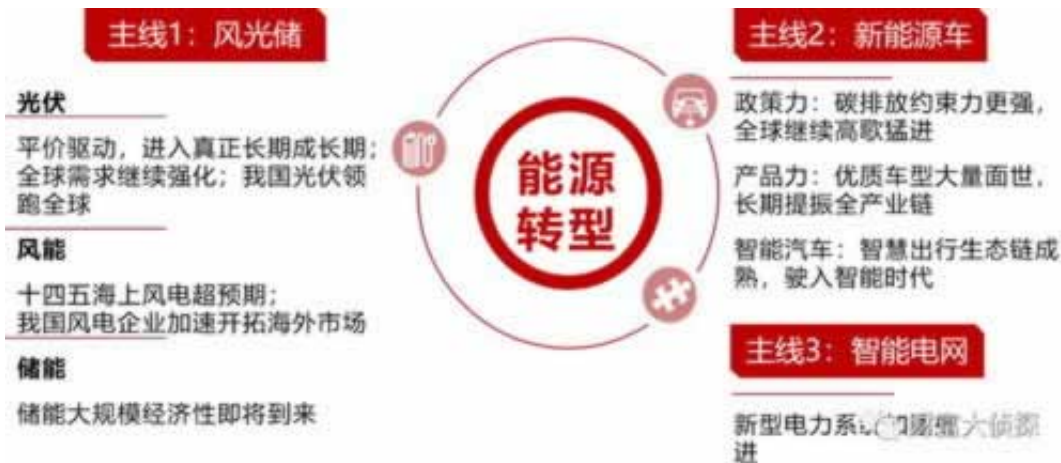 主线1：风光储
光伏
平价驱动，进入真正长期成长期；
全球需求继续强化；我国光伏领
跑全球
风能
十四五海上风电超预期；
我国风电企业加速开拓海外市场
储能
储能大规模经济性即将到来
能源
转型
主线2：新能源车
政策力：碳排放约束力更强，
全球继续高歌猛进
产品力：优质车型大量面世，
长期提振全产业链
智能汽车：智慧出行生态链成
熟，驶入智能时代
主线3：智能电网
新型电力系
进
大侦探